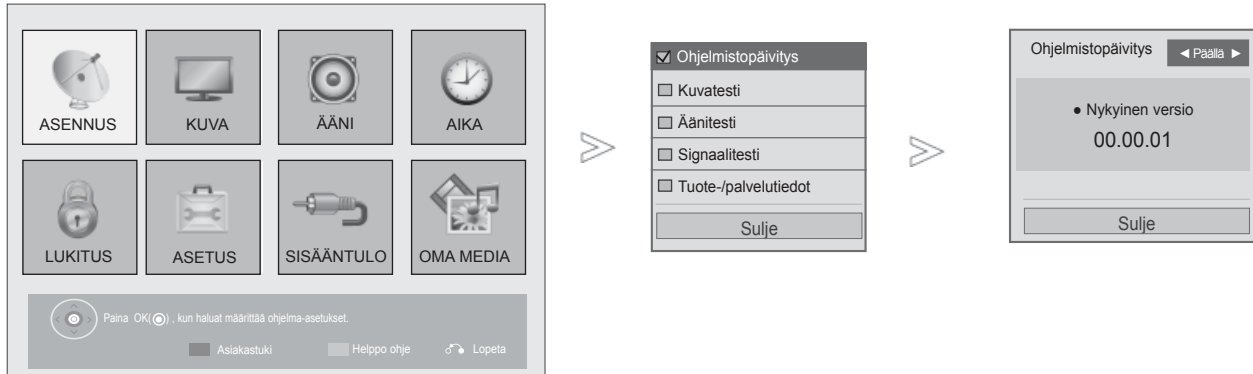 ASENNUS
KUVA
ÄÄNI
AIKA
LUKITUS
ASETUS
SISÄÄNTULO
OMA MEDIA
Paina OK(◉) , kun haluat määrittää ohjelma-asetukset.
Asiakastuki
Helppo ohje
Lopeta
Ohjelmistopäivitys
Kuvatesti
Äänitesti
Signaalitesti
Tuote-/palvelutiedot
Sulje
Ohjelmistopäivitys ◄ Päällä ►
● Nykyinen versio
00.00.01
Sulje